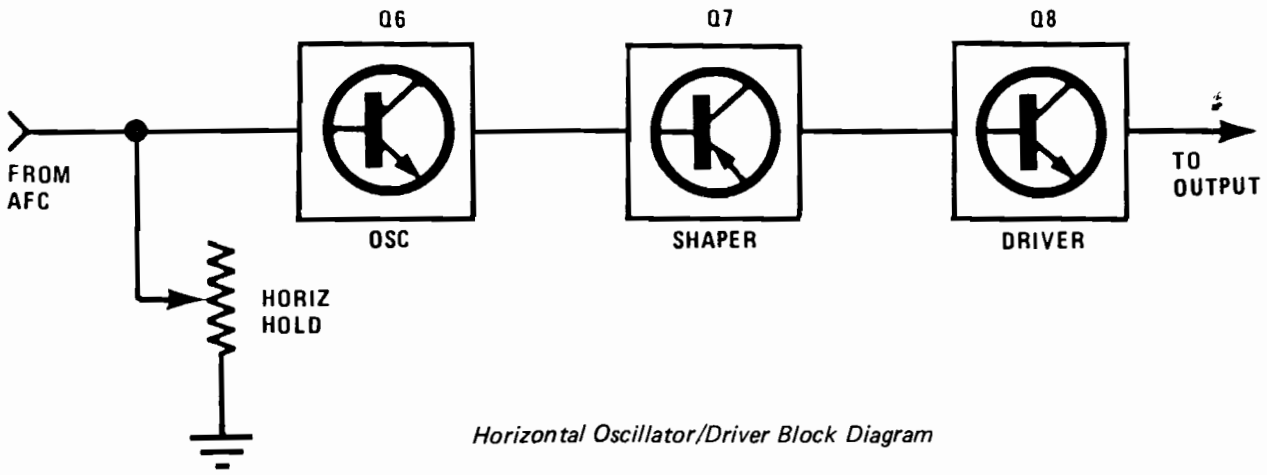 Q6
Q7
Q8
FROM
AFC
OSC
SHAPER
DRIVER
TO
OUTPUT
HORIZ
HOLD
Horizontal Oscillator/Driver Block Diagram